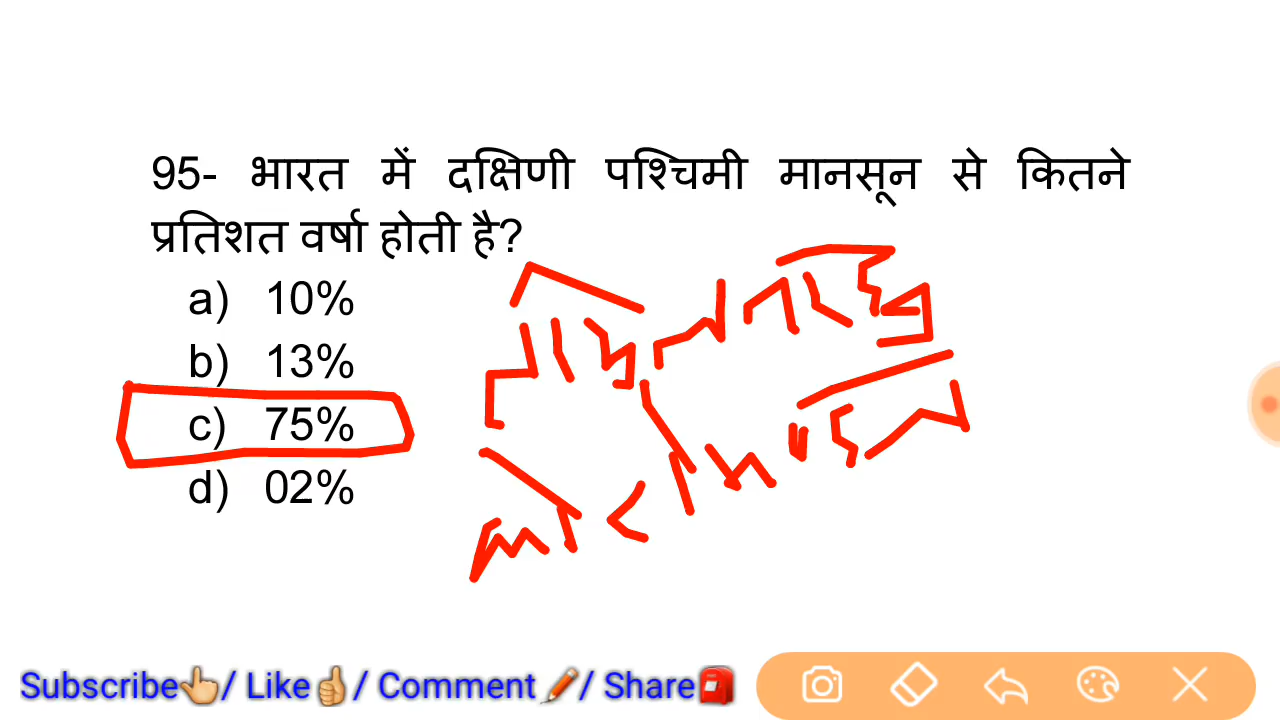 95- भारत में दक्षिणी पश्चिमी मानसून से कितने
प्रतिशत वर्षा होती है?
a) 10%
b) 13%
c) 75%
d) 02%
Subscribe👆/ Like👍/ Comment 🖍/ Share🎒